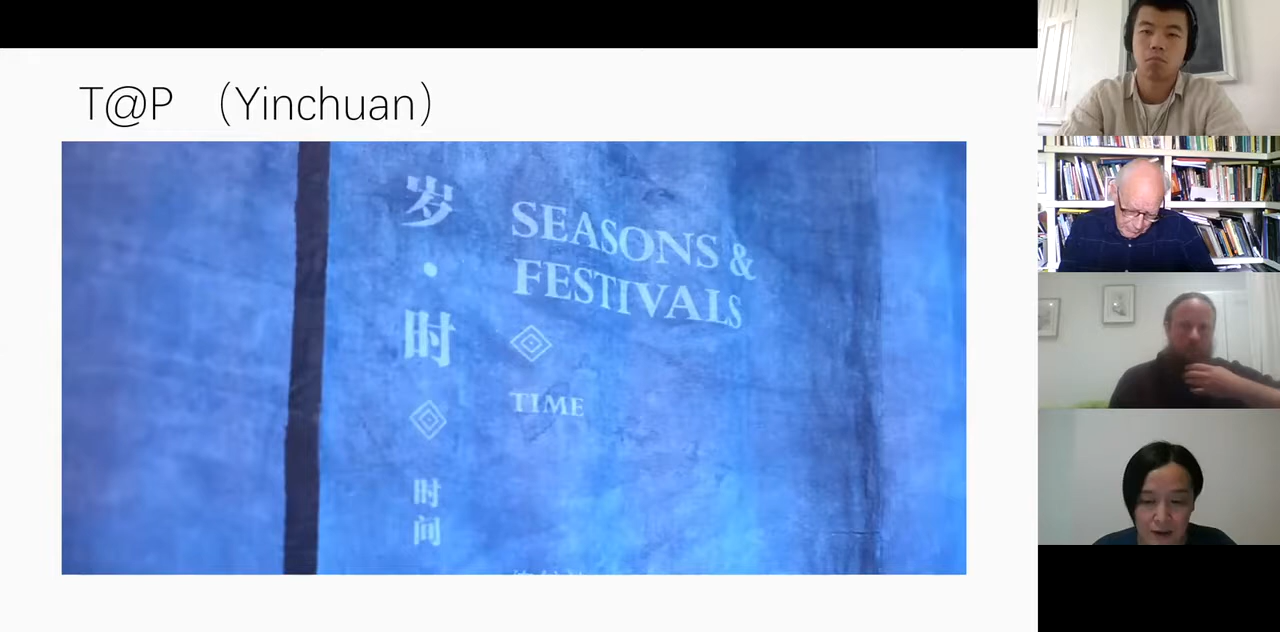 T@P （Yinchuan）
岁·时
时间
SEASONS &
FESTIVALS
TIME